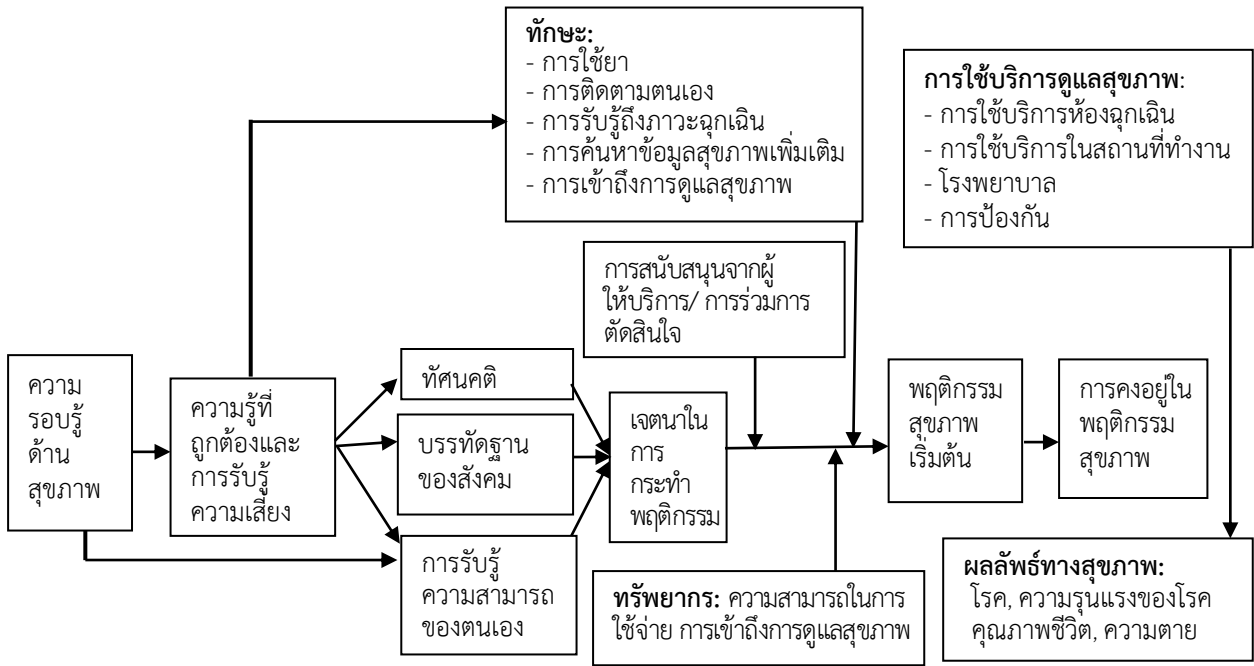 ทักษะ:
- การใช้ยา
- การติดตามตนเอง
- การรับรู้ถึงภาวะฉุกเฉิน
- การค้นหาข้อมูลสุขภาพเพิ่มเติม
- การเข้าถึงการดูแลสุขภาพ
การใช้บริการดูแลสุขภาพ:
- การใช้บริการห้องฉุกเฉิน
- การใช้บริการในสถานที่ทำงาน
- โรงพยาบาล
- การป้องกัน
การสนับสนุนจากผู้
ให้บริการ/ การร่วมการ
ตัดสินใจ
ความ
รอบรู้
ด้าน
สุขภาพ
ความรู้ที่
ถูกต้องและ
การรับรู้
ความเสี่ยง
ทัศนคติ
บรรทัดฐาน
ของสังคม
การรับรู้
ความสามารถ
ของตนเอง
เจตนาใน
การ
กระทำ
พฤติกรรม
พฤติกรรม
สุขภาพ
เริ่มต้น
การคงอยู่ใน
พฤติกรรม
สุขภาพ
ทรัพยากร: ความสามารถในการ
ใช้จ่าย การเข้าถึงการดูแลสุขภาพ
ผลลัพธ์ทางสุขภาพ:
โรค, ความรุนแรงของโรค
คุณภาพชีวิต, ความตาย